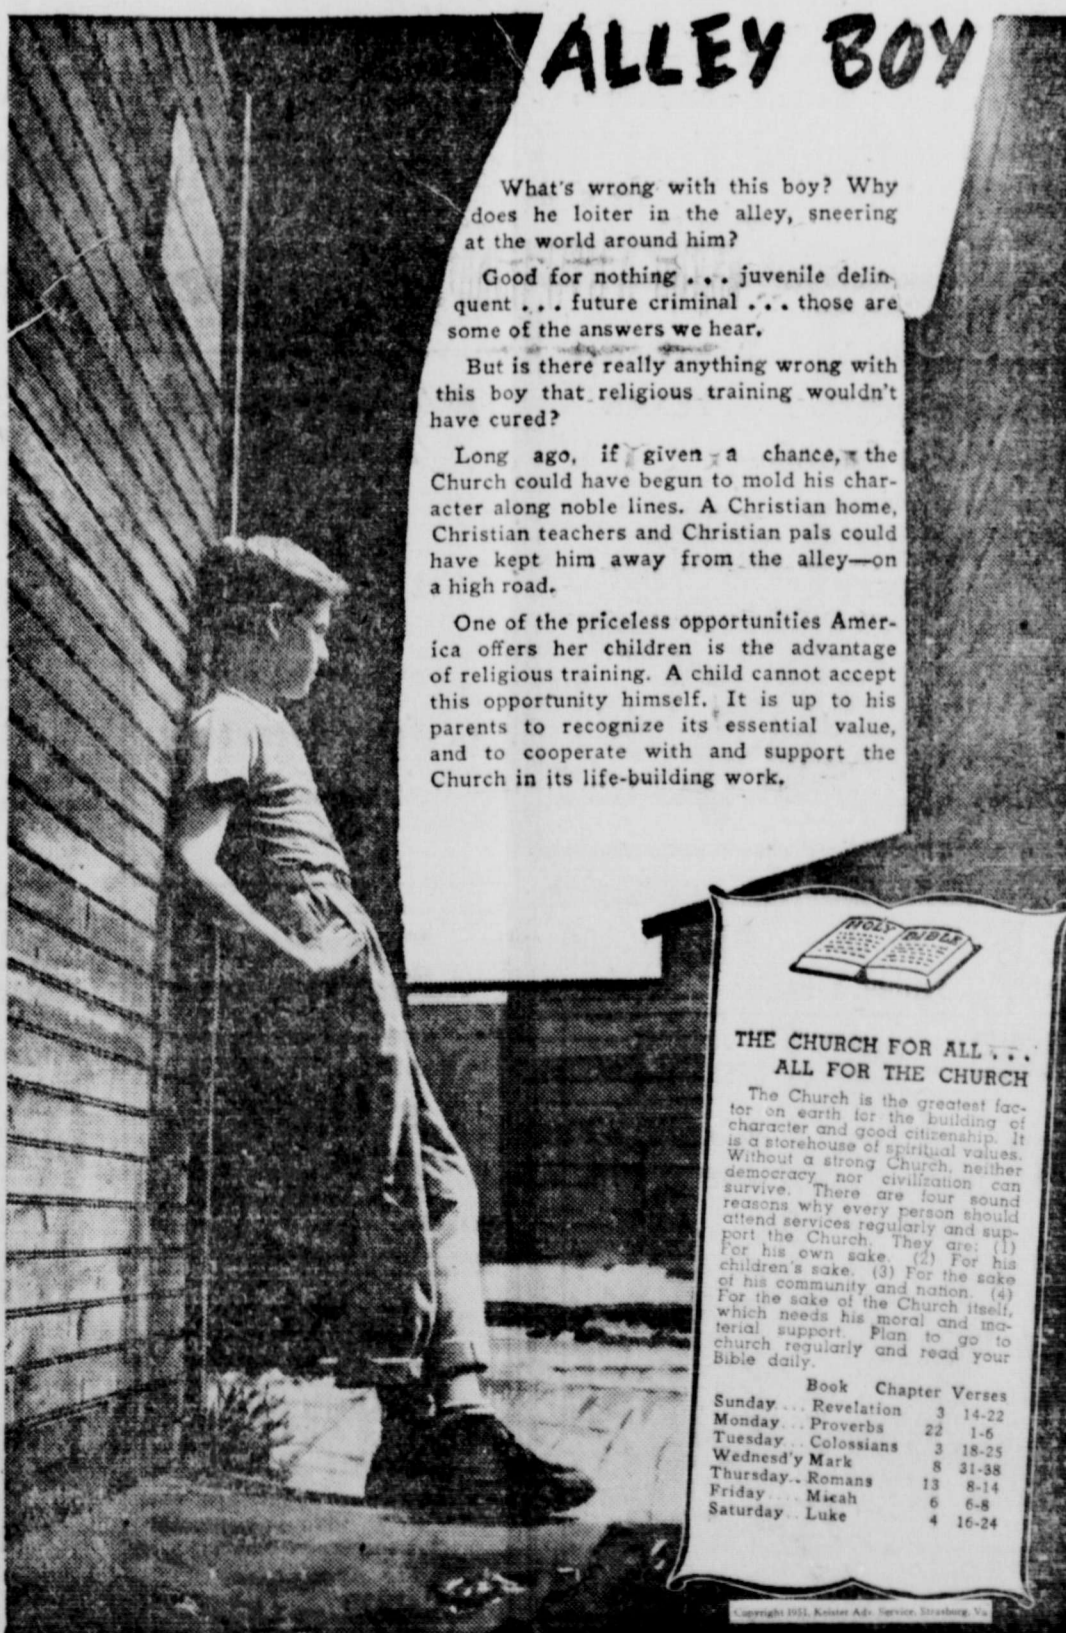 ALLEY BOY
What's wrong with this boy? Why
does he loiter in the alley, sneering
at the world around him?
Good for nothing . . . juvenile delin-
quent . . . future criminal . . . those are
some of the answers we hear.
But is there really anything wrong with
this boy that religious training wouldn't
have cured?
Long ago, if given a chance, the
Church could have begun to mold his char-
acter along noble lines. A Christian home,
Christian teachers and Christian pals could
have kept him away from the alley—on
a high road.
One of the priceless opportunities Amer-
ica offers her children is the advantage
of religious training. A child cannot accept
this opportunity himself. It is up to his
parents to recognize its essential value,
and to cooperate with and support the
Church in its life-building work.
HOLY BIBLE
THE CHURCH FOR ALL . . .
ALL FOR THE CHURCH
The Church is the greatest fac-
tor on earth for the building of
character and good citizenship. It
is a storehouse of spiritual values.
Without a strong Church, neither
democracy nor civilization can
survive. There are four sound
reasons why every person should
attend services regularly and sup-
port the Church. They are: (1)
For his own sake. (2) For his
children's sake. (3) For the sake
of his community and nation. (4)
For the sake of the Church itself,
which needs his moral and ma-
terial support. Plan to go to
church regularly and read your
Bible daily.
Book Chapter Verses
Sunday . . . . Revelation 3 14-22
Monday . . . Proverbs 22 1-6
Tuesday . . Colossians 3 18-25
Wednesd'y Mark 8 31-38
Thursday . . Romans 13 8-14
Friday . . . . Micah 6 6-8
Saturday . . Luke 4 16-24
Copyright 1951, Keister Adv. Service, Strasburg, Va.